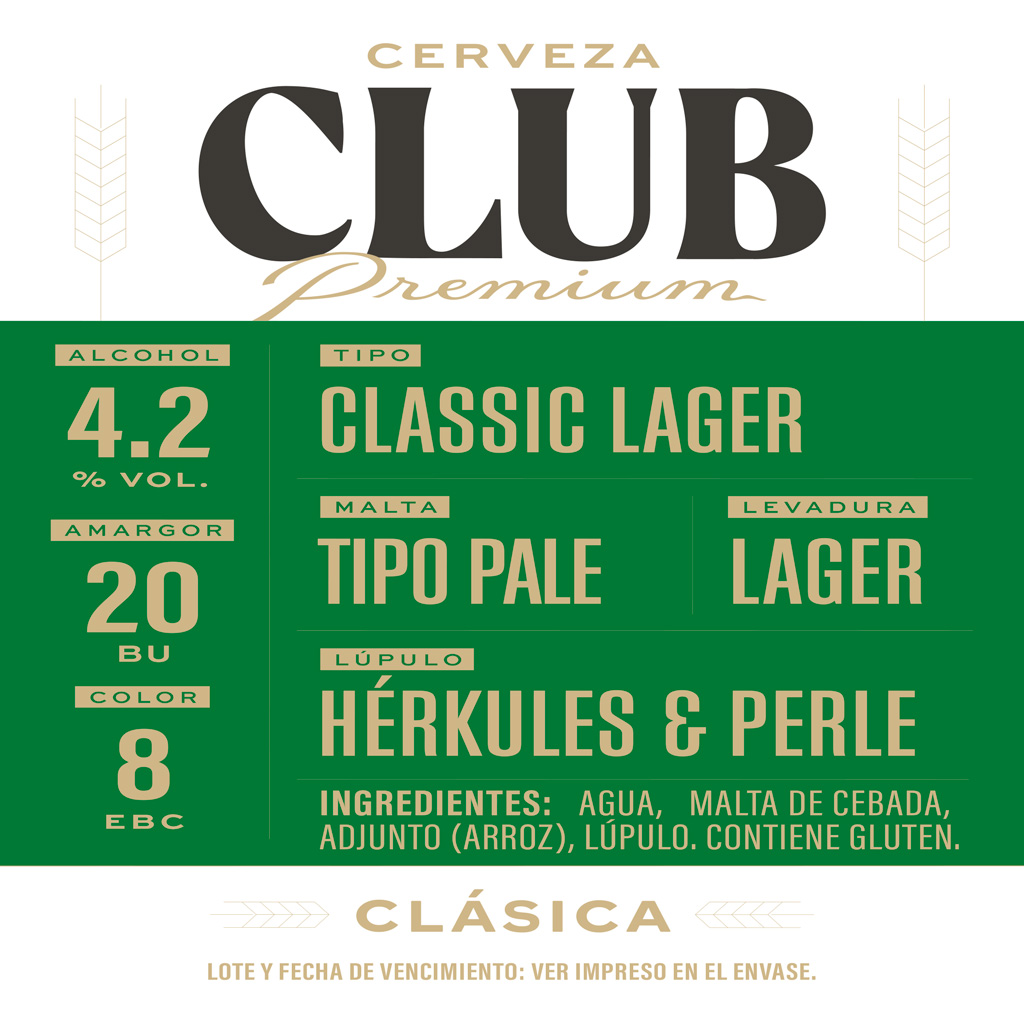 CERVEZA
CLUB
Premium
ALCOHOL
4.2
% VOL.
AMARGOR
20
BU
COLOR
8
EBC
TIPO
CLASSIC LAGER
MALTA
TIPO PALE
LEVADURA
LAGER
LÚPULO
HÉRKULES & PERLE
INGREDIENTES: AGUA, MALTA DE CEBADA,
ADJUNTO (ARROZ), LÚPULO. CONTIENE GLUTEN.
CLÁSICA
LOTE Y FECHA DE VENCIMIENTO: VER IMPRESO EN EL ENVASE.